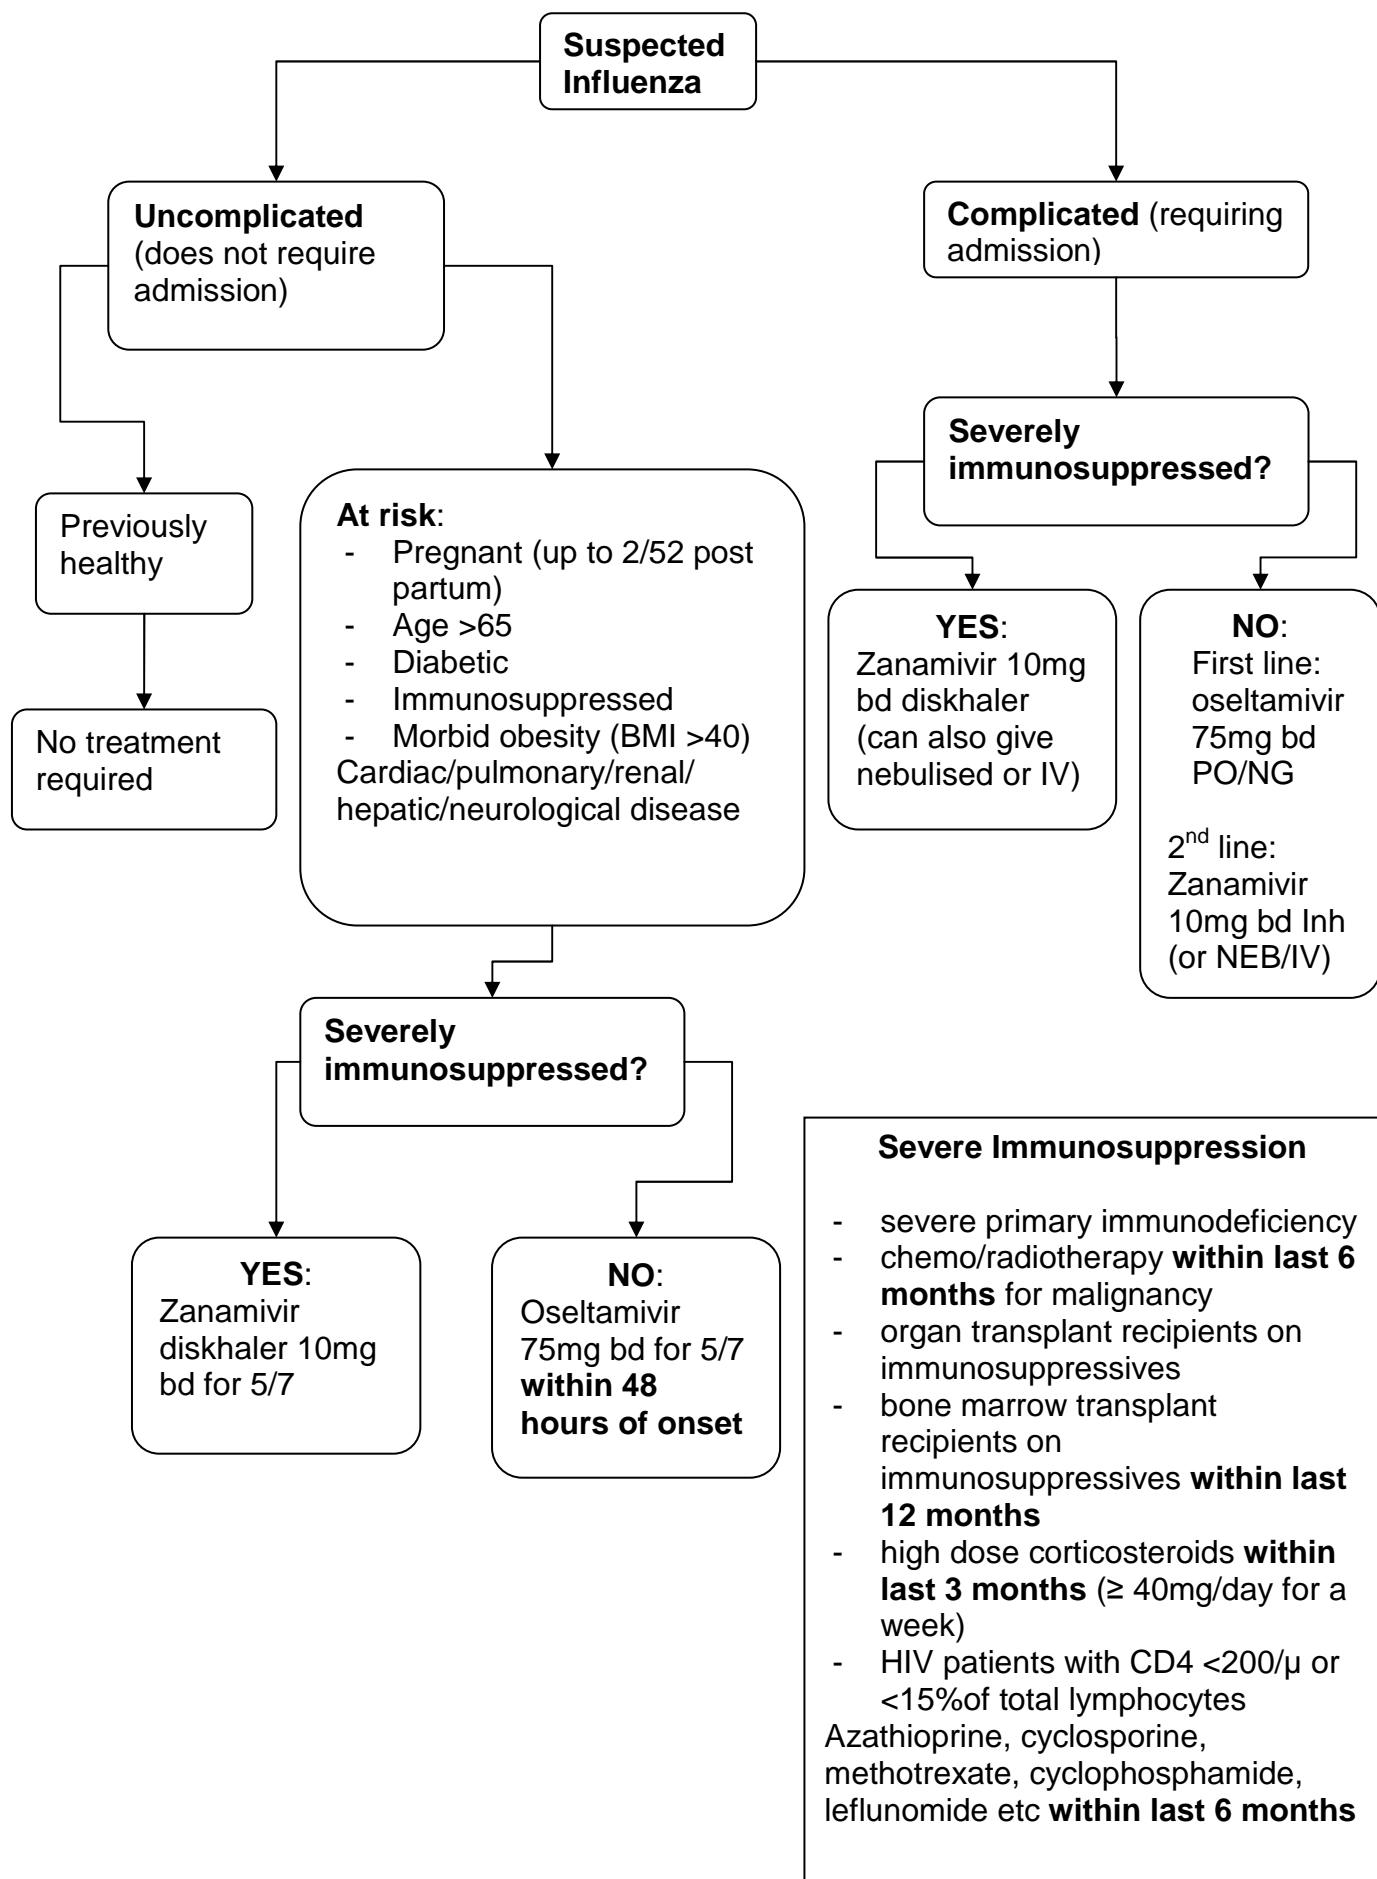 Suspected
Influenza
Uncomplicated
(does not require
admission)
Complicated (requiring
admission)
Previously
healthy
No treatment
required
At risk:
- Pregnant (up to 2/52 post
partum)
- Age >65
- Diabetic
- Immunosuppressed
- Morbid obesity (BMI >40)
Cardiac/pulmonary/renal/
hepatic/neurological disease
Severely
immunosuppressed?
YES:
Zanamivir 10mg
bd diskhaler
(can also give
nebulised or IV)
NO:
First line:
oseltamivir
75mg bd
PO/NG
2nd line:
Zanamivir
10mg bd Inh
(or NEB/IV)
Severely
immunosuppressed?
YES:
Zanamivir
diskhaler 10mg
bd for 5/7
NO:
Oseltamivir
75mg bd for 5/7
within 48
hours of onset
Severe Immunosuppression
- severe primary immunodeficiency
- chemo/radiotherapy within last 6
months for malignancy
- organ transplant recipients on
immunosuppressives
- bone marrow transplant
recipients on
immunosuppressives within last
12 months
- high dose corticosteroids within
last 3 months (≥ 40mg/day for a
week)
- HIV patients with CD4 <200/μ or
<15%of total lymphocytes
Azathioprine, cyclosporine,
methotrexate, cyclophosphamide,
leflunomide etc within last 6 months